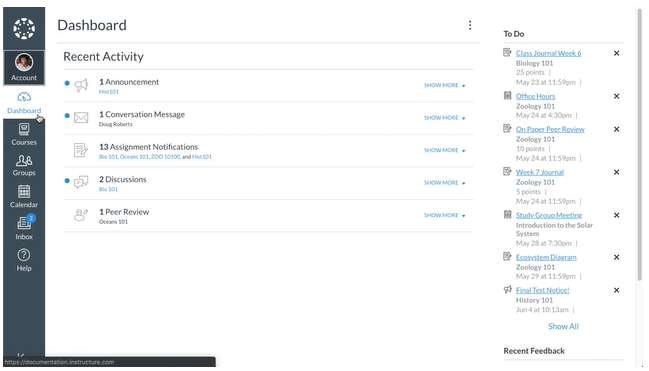 Account
Dashboard
Courses
Groups
Calendar
2
Inbox
Help
https://documentation.instructure.com
Dashboard
Recent Activity
1 Announcement
Hist101
SHOW MORE
1 Conversation Message
Doug Roberts
SHOW MORE
13 Assignment Notifications
Bio 101, Oceans 101, ZOO 10100, and Hist101
SHOW MORE
2 Discussions
Bio 101
SHOW MORE
1 Peer Review
Oceans 101
SHOW MORE
To Do
Class Journal Week 6
Biology 101
25 points |
May 23 at 11:59pm |
Office Hours
Zoology 101
May 24 at 4:30pm |
On Paper Peer Review
Zoology 101
10 points |
May 24 at 11:59pm |
Week 7 Journal
Zoology 101
5 points |
May 24 at 11:59pm |
Study Group Meeting
Introduction to the Solar
System
May 28 at 7:30pm |
Ecosystem Diagram
Zoology 101
May 29 at 11:59pm |
Final Test Notice!
History 101
Jun 4 at 10:13am |
Show All
Recent Feedback